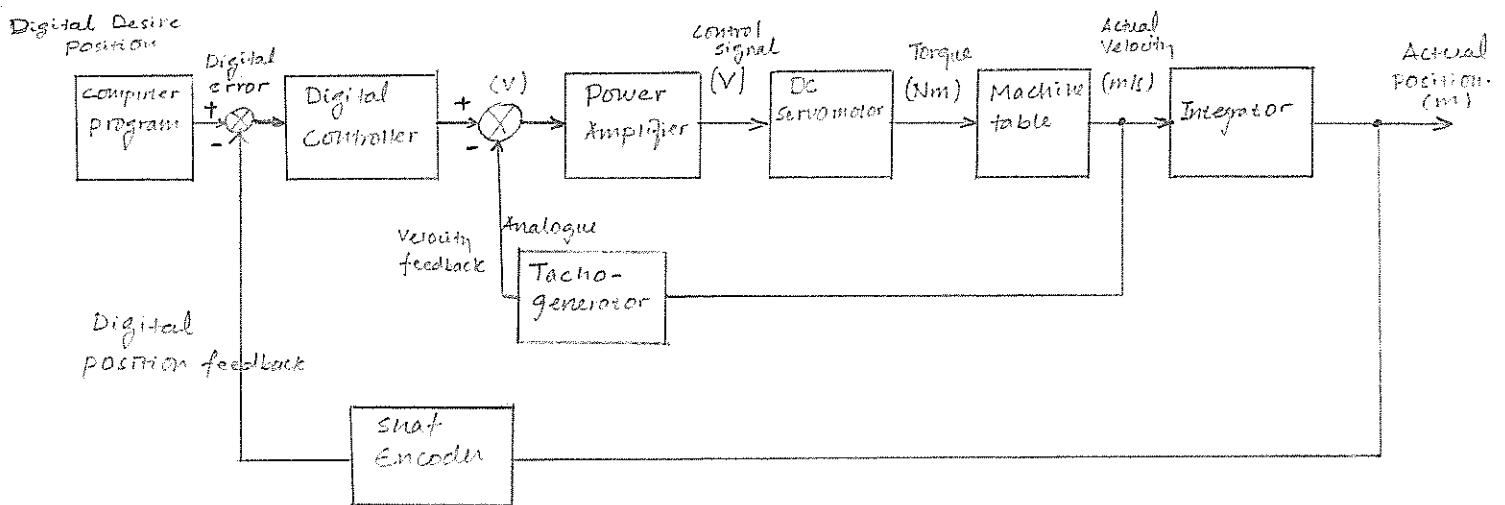 Digital Desire
Position
Computer
program
Digital
error
+
-
Digital
Controller
+
-
(V)
Power
Amplifier
control
signal
(V)
DC
servomotor
Torque
(Nm)
Machine
table
Actual
Velocity
(m/s)
Integrator
Actual
Position.
(m)
Velocity
feedback
Analogue
Tacho-
generator
Digital
position feedback
Shaf
Encoder